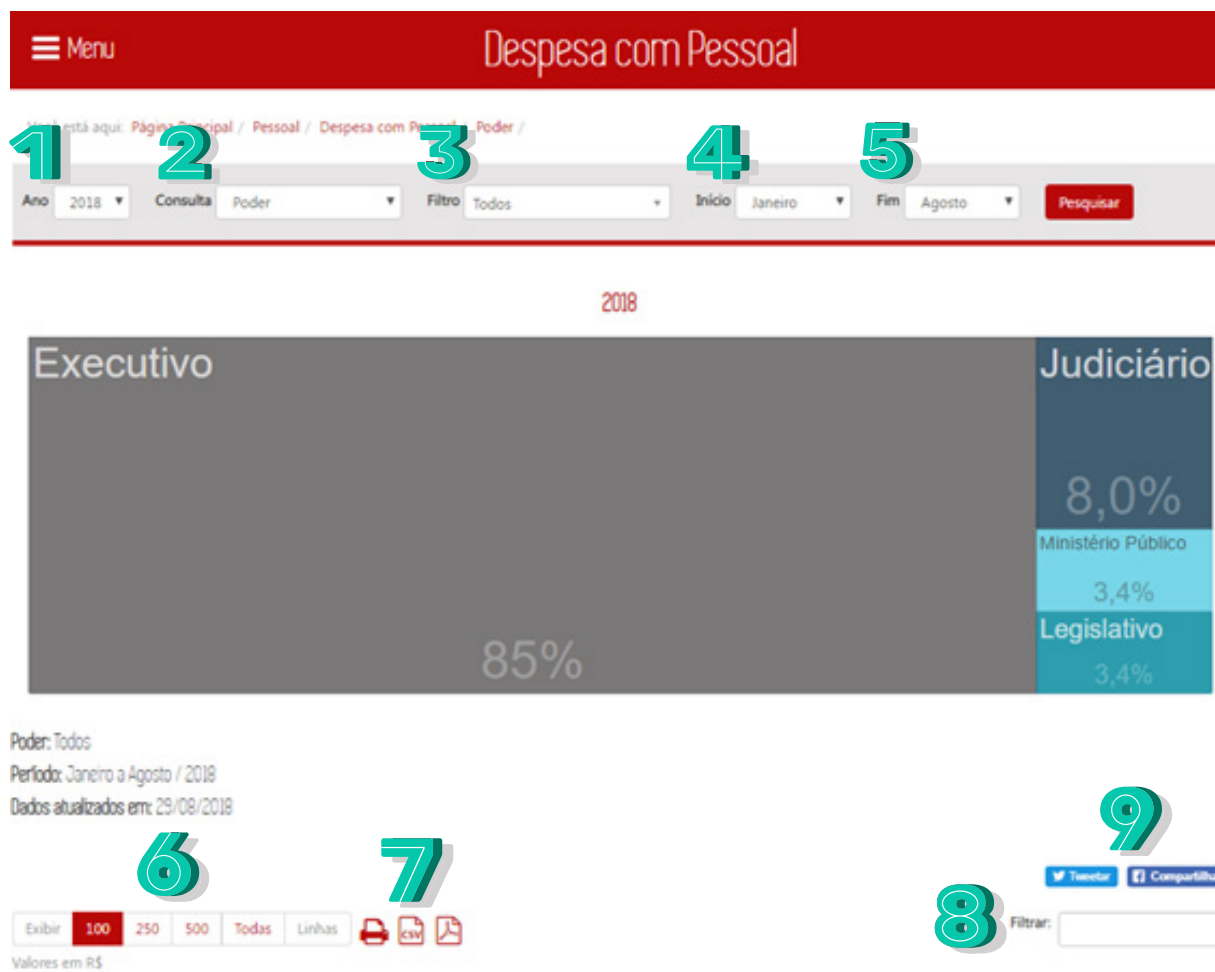 Menu
Despesa com Pessoal
Você está aqui: Página Principal / Pessoal / Despesa com Pessoal / Poder /
1
2
3
4
5
Ano 2018 Consulta Poder Filtro Todos Início Janeiro Fim Agosto Pesquisar
2018
Executivo
85%
Judiciário
8,0%
Ministério Público
3,4%
Legislativo
3,4%
Poder: Todos
Período: Janeiro a Agosto / 2018
Dados atualizados em: 29/08/2018
6
7
9
Tweetar Compartilha
8
Exibir 100 250 500 Todas Linhas CSV
Filtrar:
Valores em R$